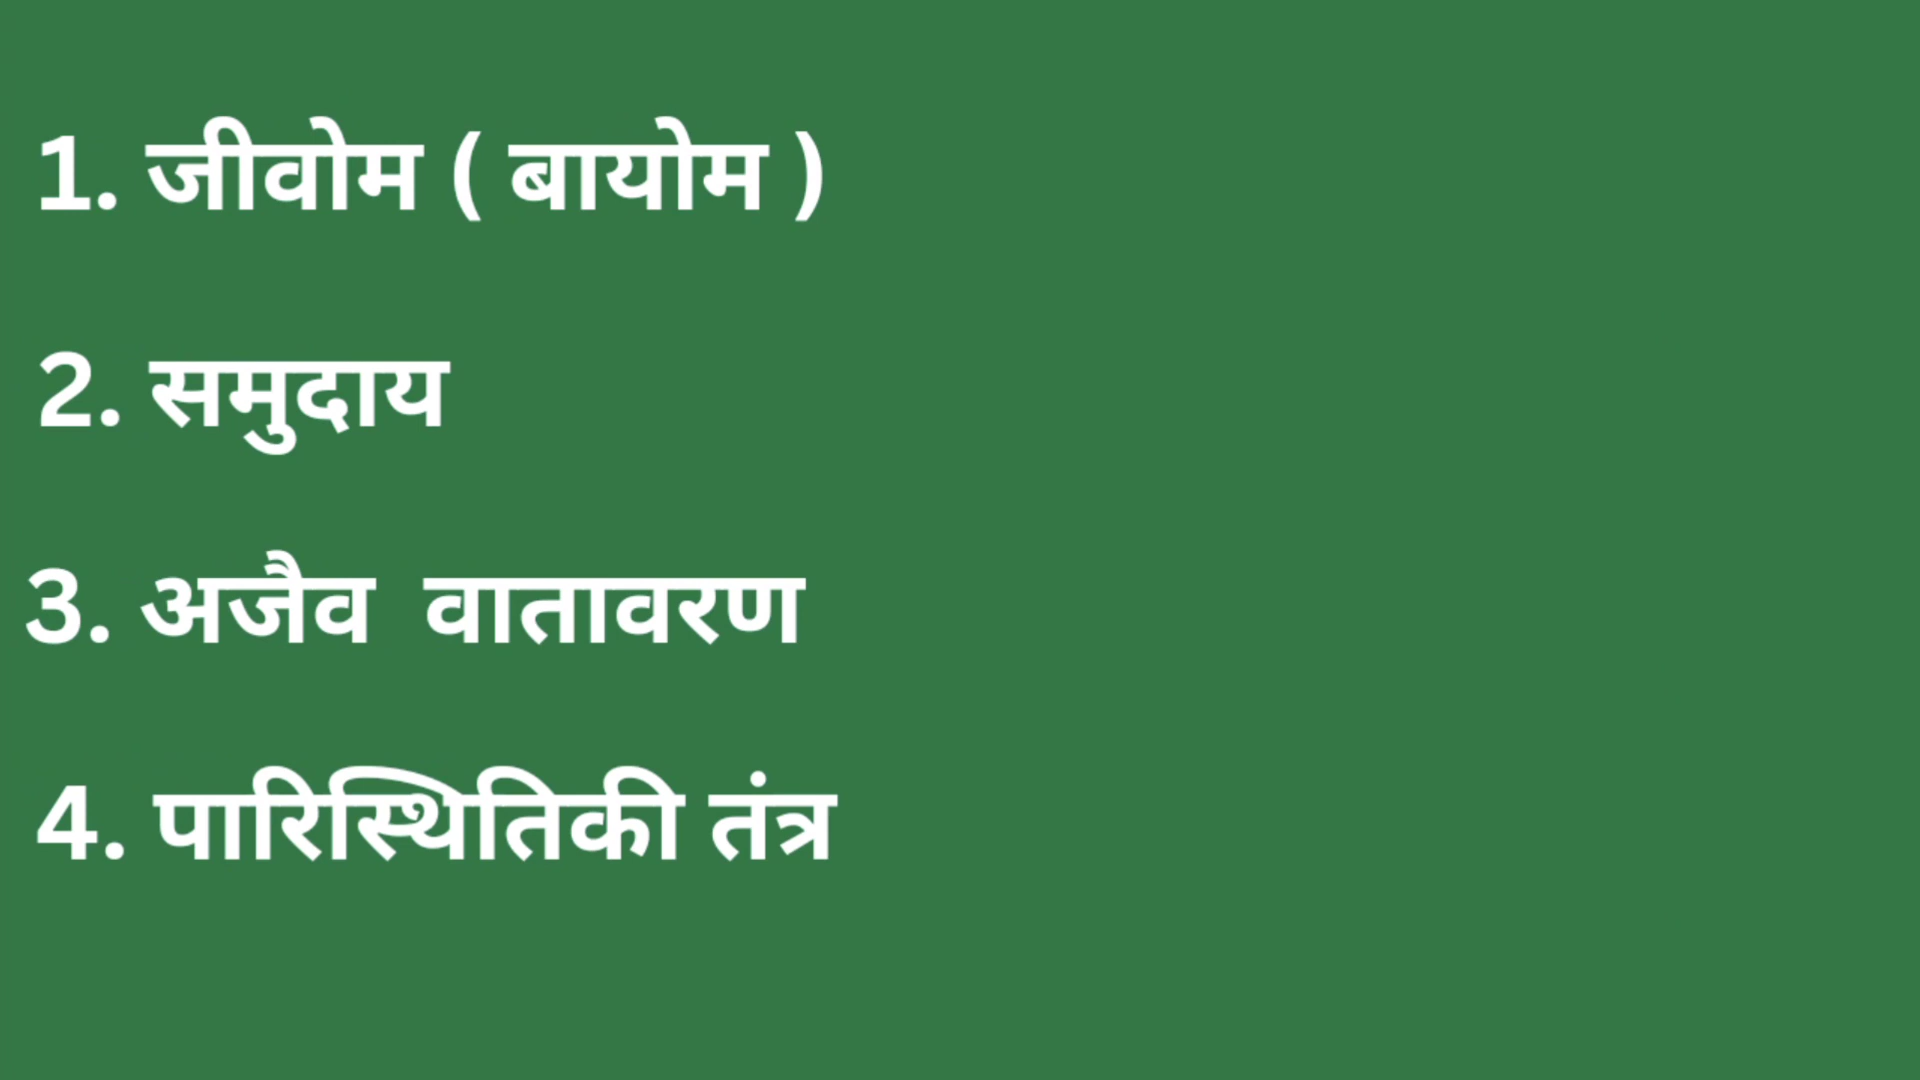 1. जीवोम ( बायोम )
2. समुदाय
3. अजैव  वातावरण
4. पारिस्थितिकी तंत्र